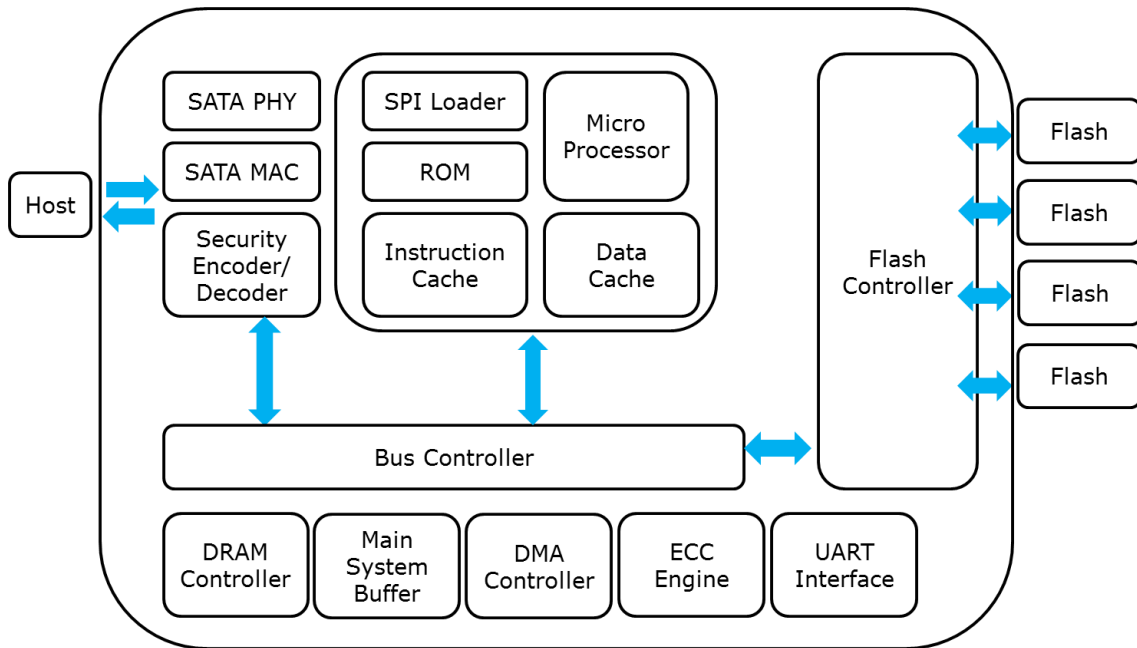 Host
SATA PHY
SATA MAC
Security
Encoder/
Decoder
SPI Loader
ROM
Instruction
Cache
Micro
Processor
Data
Cache
Flash
Controller
Flash
Flash
Flash
Flash
Bus Controller
DRAM
Controller
Main
System
Buffer
DMA
Controller
ECC
Engine
UART
Interface